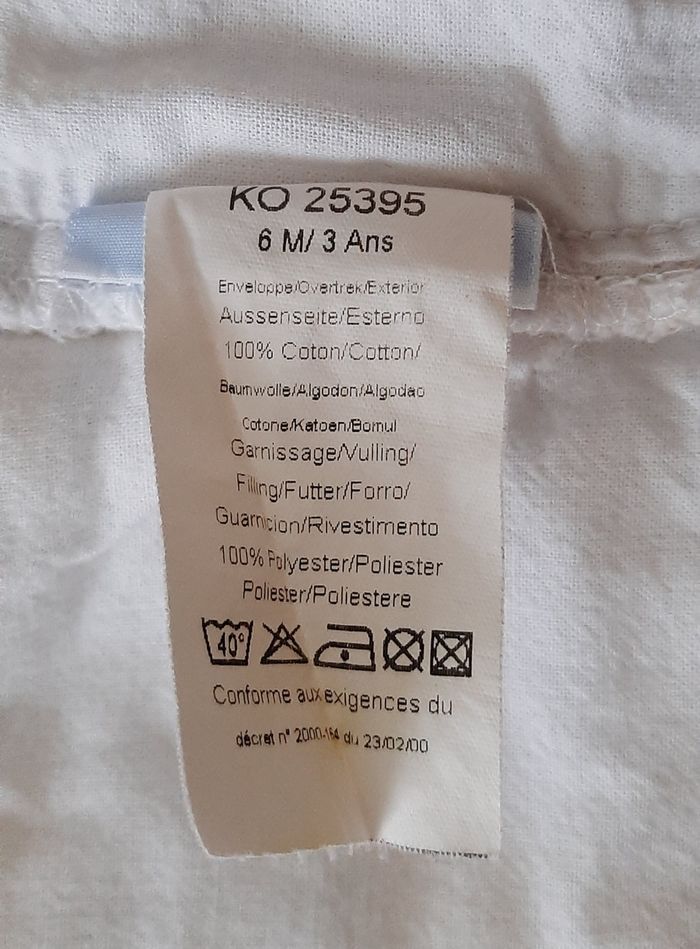 KO 25395
6 M/ 3 Ans
Enveloppe/Overtrek/Exterior
Aussenseite/Esterno
100% Coton/Cotton/
Baumwolle/Algodon/Algodao
Cotone/Katoen/Bomul
Garnissage/Vulling/
Filling/Futter/Forro/
Guarnicion/Rivestimento
100% Polyester/Poliester
Poliester/Poliestere
40°
Conforme aux exigences du
décret n° 2000-164 du 23/02/00